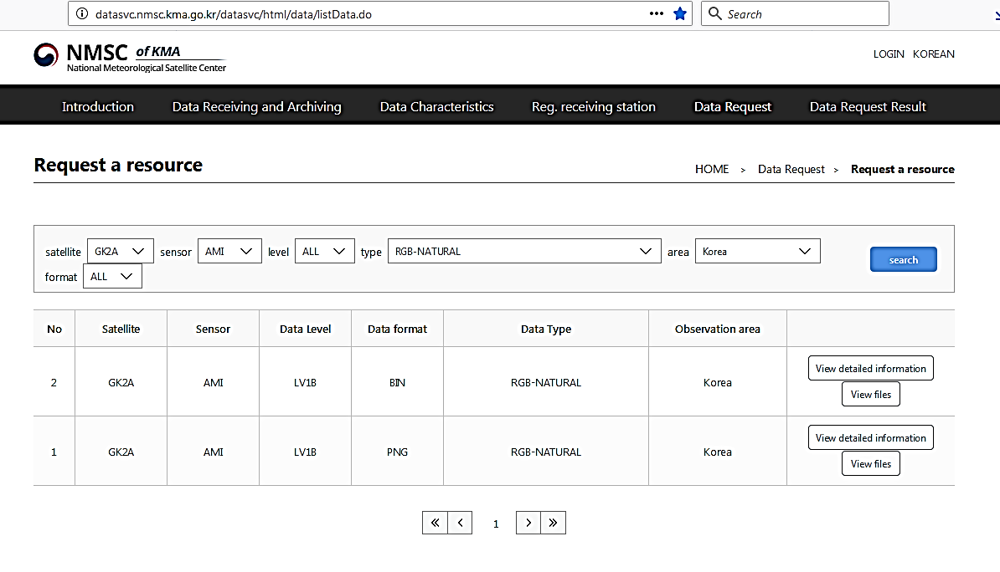 datasvc.nmsc.kma.go.kr/datasvc/html/data/listData.do
Search
NMSC of KMA
National Meteorological Satellite Center
LOGIN KOREAN
Introduction Data Receiving and Archiving Data Characteristics Reg. receiving station Data Request Data Request Result
Request a resource
HOME > Data Request > Request a resource
satellite GK2A sensor AMI level ALL type RGB-NATURAL area Korea
format ALL
search
No Satellite Sensor Data Level Data format Data Type Observation area
2 GK2A AMI LV1B BIN RGB-NATURAL Korea
View detailed information
View files
1 GK2A AMI LV1B PNG RGB-NATURAL Korea
View detailed information
View files
« ‹ 1 › »